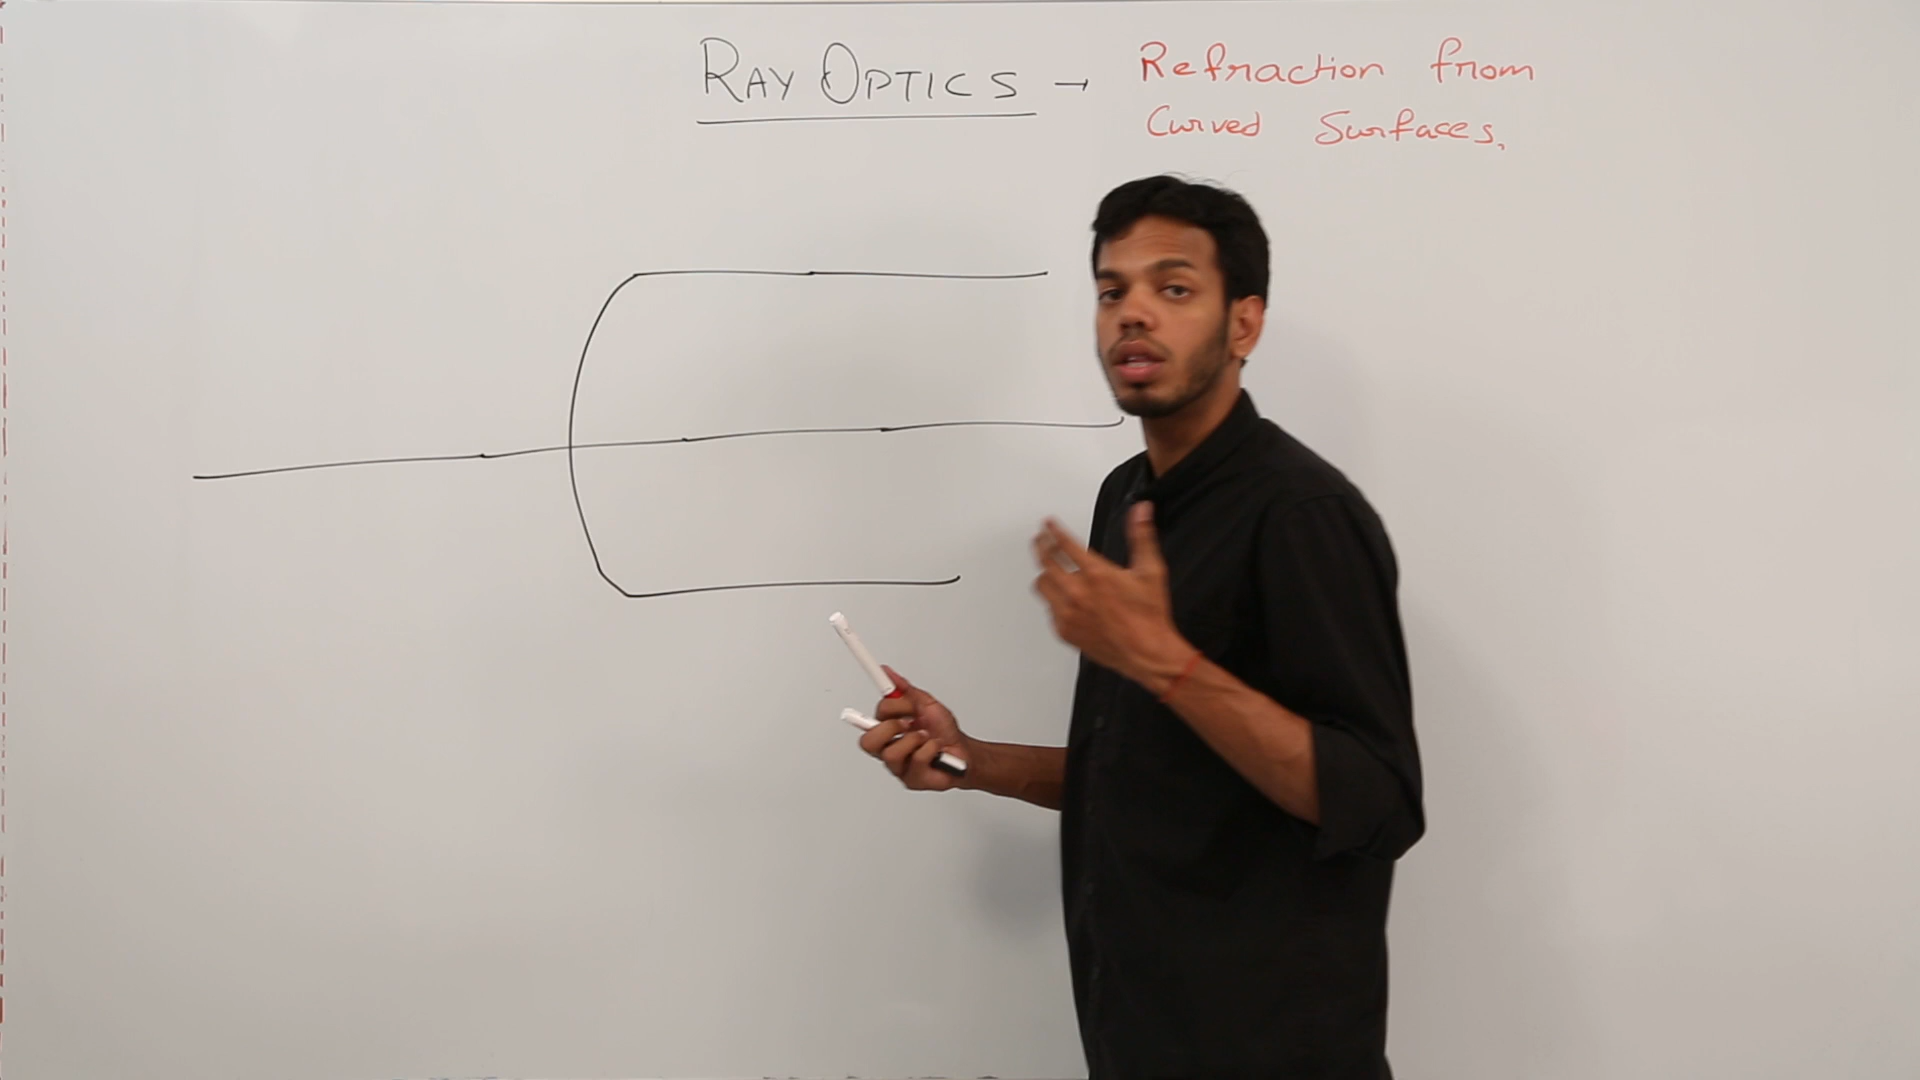 RAY OPTICS → Refraction from
Curved Surfaces.